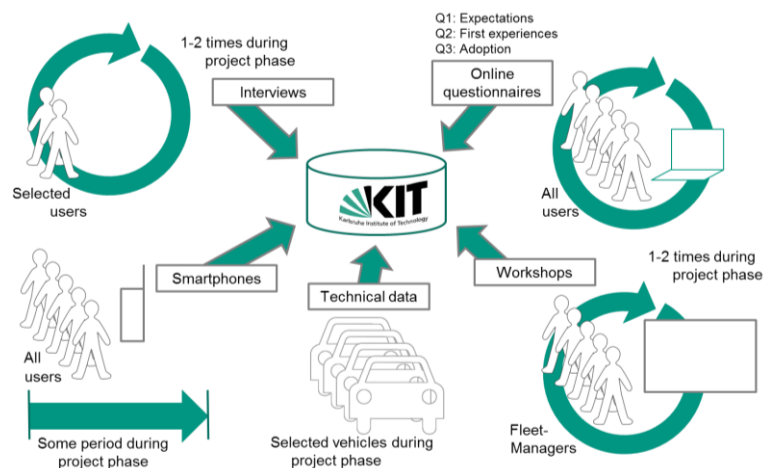 1-2 times during
project phase
Interviews
Selected
users
Q1: Expectations
Q2: First experiences
Q3: Adoption
Online
questionnaires
All
users
KIT
Karlsruhe Institute of Technology
Smartphones
All
users
Some period during
project phase
Technical data
Selected vehicles during
project phase
Workshops
1-2 times during
project phase
Fleet-
Managers